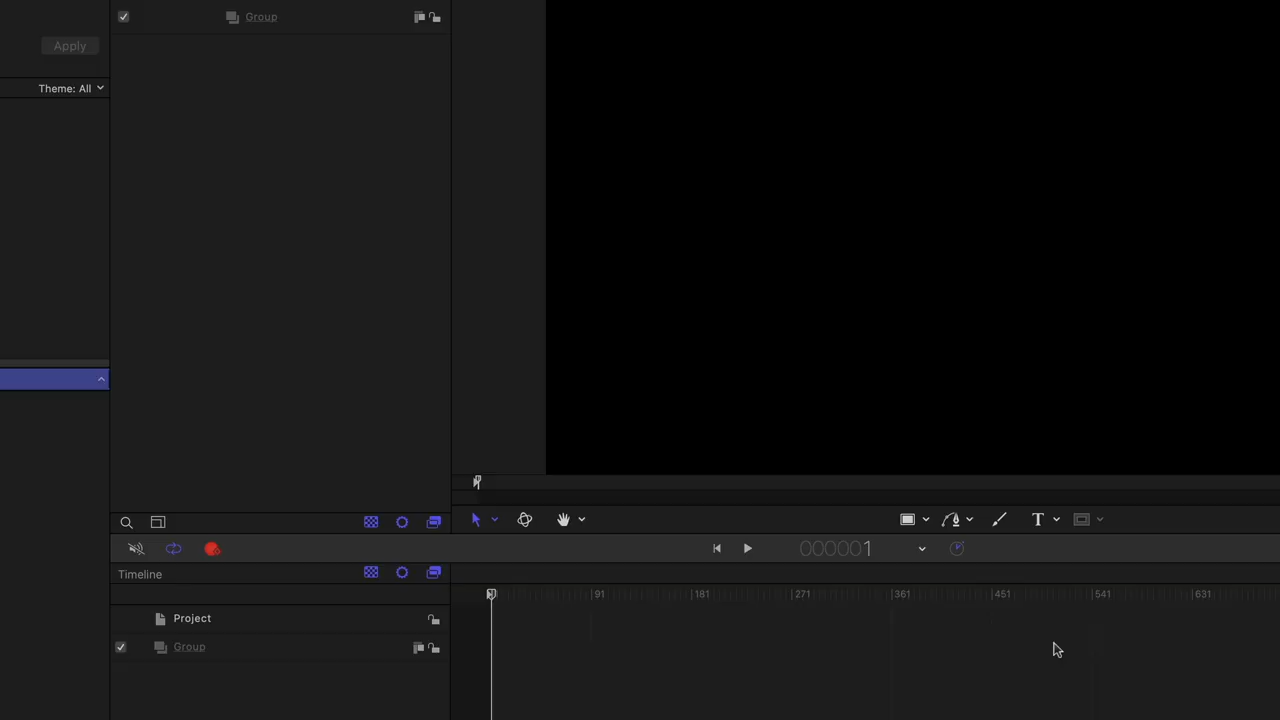 Group
Apply
Theme: All
T
000001
Timeline
91 181 271 361 451 541 631
Project
Group